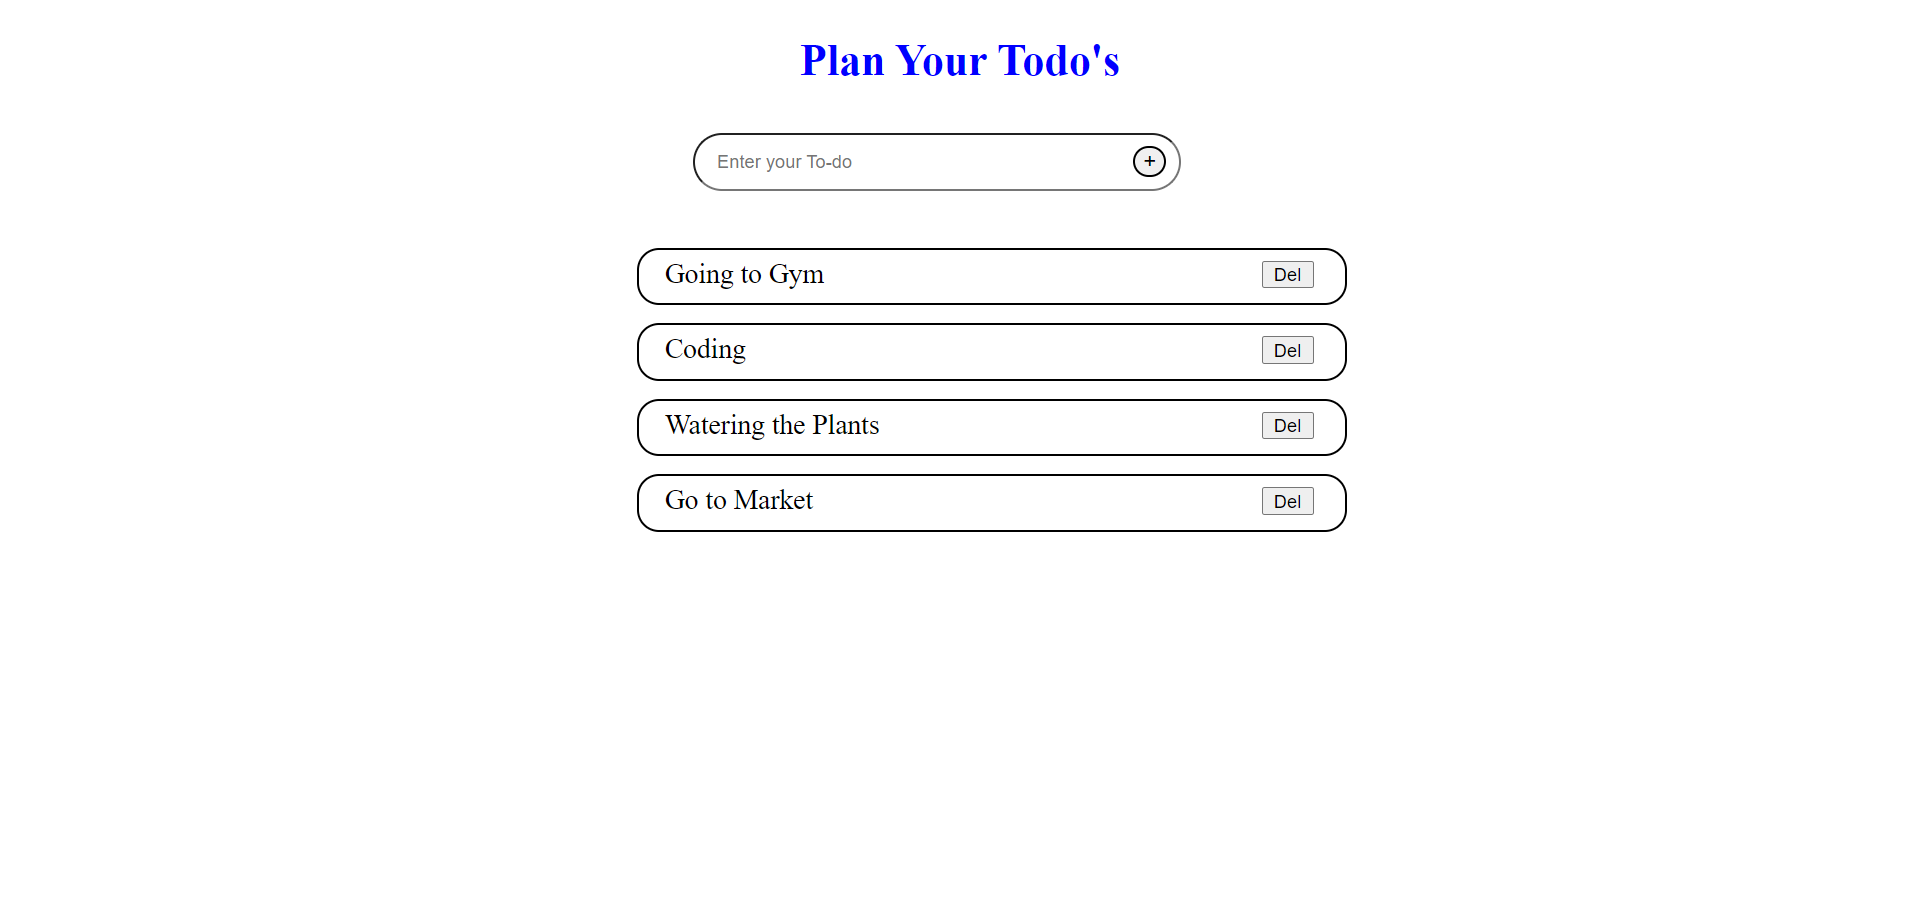 Plan Your Todo's
Enter your To-do +
Going to Gym Del
Coding Del
Watering the Plants Del
Go to Market Del